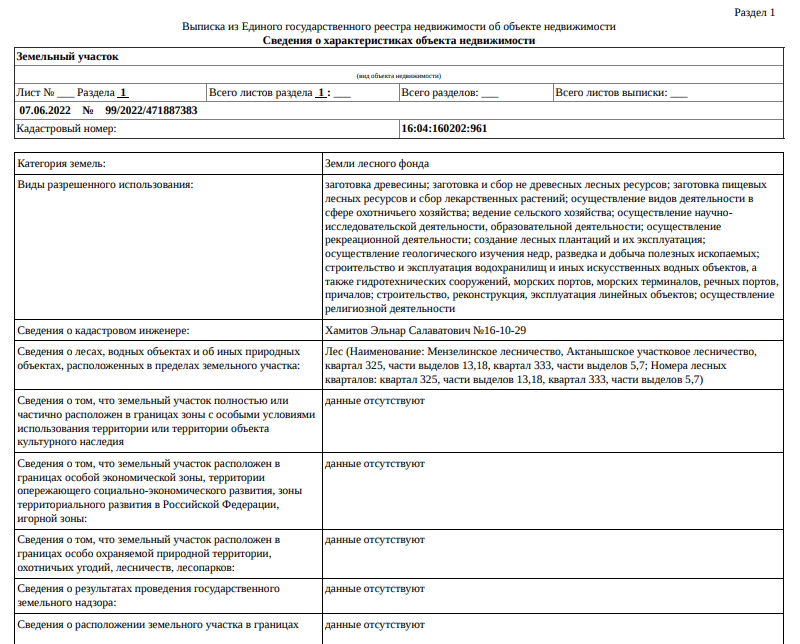 Раздел 1
Выписка из Единого государственного реестра недвижимости об объекте недвижимости
Сведения о характеристиках объекта недвижимости
Земельный участок
(вид объекта недвижимости)
Лист № ___ Раздела 1 Всего листов раздела 1 : ___ Всего разделов: ___ Всего листов выписки: ___
07.06.2022 № 99/2022/471887383
Кадастровый номер: 16:04:160202:961
Категория земель: Земли лесного фонда
Виды разрешенного использования: заготовка древесины; заготовка и сбор не древесных лесных ресурсов; заготовка пищевых
лесных ресурсов и сбор лекарственных растений; осуществление видов деятельности в
сфере охотничьего хозяйства; ведение сельского хозяйства; осуществление научно-
исследовательской деятельности, образовательной деятельности; осуществление
рекреационной деятельности; создание лесных плантаций и их эксплуатация;
осуществление геологического изучения недр, разведка и добыча полезных ископаемых;
строительство и эксплуатация водохранилищ и иных искусственных водных объектов, а
также гидротехнических сооружений, морских портов, морских терминалов, речных портов,
причалов; строительство, реконструкция, эксплуатация линейных объектов; осуществление
религиозной деятельности
Сведения о кадастровом инженере: Хамитов Эльнар Салаватович №16-10-29
Сведения о лесах, водных объектах и об иных природных
объектах, расположенных в пределах земельного участка:
Лес (Наименование: Мензелинское лесничество, Актанышское участковое лесничество,
квартал 325, части выделов 13,18, квартал 333, части выделов 5,7; Номера лесных
кварталов: квартал 325, части выделов 13,18, квартал 333, части выделов 5,7)
Сведения о том, что земельный участок полностью или
частично расположен в границах зоны с особыми условиями
использования территории или территории объекта
культурного наследия
данные отсутствуют
Сведения о том, что земельный участок расположен в
границах особой экономической зоны, территории
опережающего социально-экономического развития, зоны
территориального развития в Российской Федерации,
игорной зоны:
данные отсутствуют
Сведения о том, что земельный участок расположен в
границах особо охраняемой природной территории,
охотничьих угодий, лесничеств, лесопарков:
данные отсутствуют
Сведения о результатах проведения государственного
земельного надзора:
данные отсутствуют
Сведения о расположении земельного участка в границах
данные отсутствуют